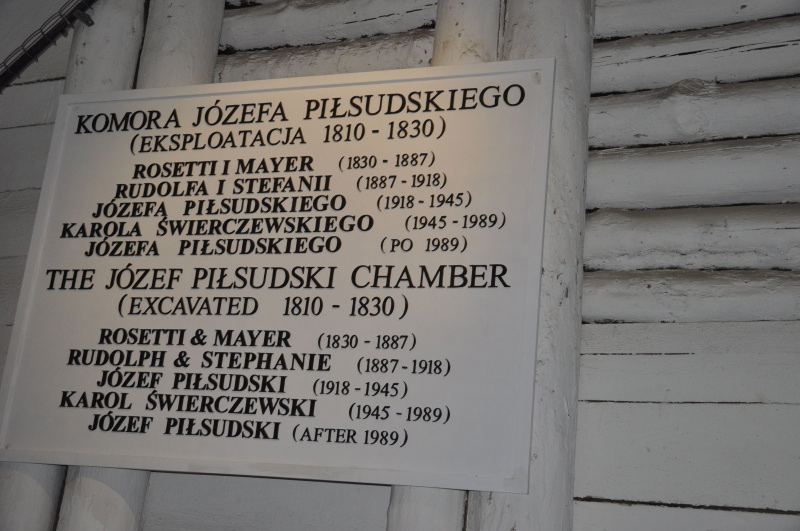 KOMORA JÓZEFA PIŁSUDSKIEGO
(EKSPLOATACJA 1810 - 1830)
ROSETTI I MAYER (1830 - 1887)
RUDOLFA I STEFANII (1887 - 1918)
JÓZEFA PIŁSUDSKIEGO (1918 - 1945)
KAROLA ŚWIERCZEWSKIEGO (1945 - 1989)
JÓZEFA PIŁSUDSKIEGO (PO 1989)
THE JÓZEF PIŁSUDSKI CHAMBER
(EXCAVATED 1810 - 1830)
ROSETTI & MAYER (1830 - 1887)
RUDOLPH & STEPHANIE (1887 - 1918)
JÓZEF PIŁSUDSKI (1918 - 1945)
KAROL ŚWIERCZEWSKI (1945 - 1989)
JÓZEF PIŁSUDSKI (AFTER 1989)